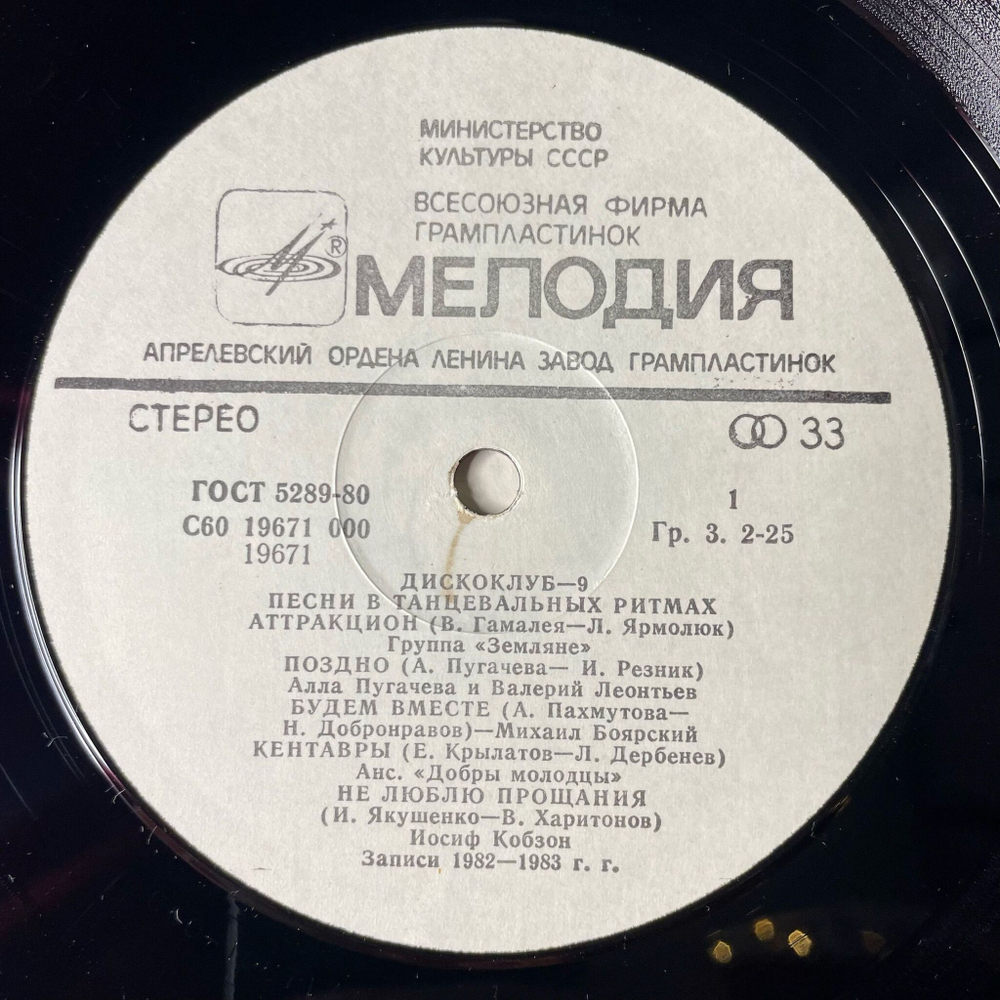 МИНИСТЕРСТВО
КУЛЬТУРЫ СССР
ВСЕСОЮЗНАЯ ФИРМА
ГРАМПЛАСТИНОК
®
МЕЛОДИЯ
АПРЕЛЕВСКИЙ ОРДЕНА ЛЕНИНА ЗАВОД ГРАМПЛАСТИНОК
СТЕРЕО
33
ГОСТ 5289-80
1
С60 19671 000
Гр. 3. 2-25
19671
ДИСКОКЛУБ—9
ПЕСНИ В ТАНЦЕВАЛЬНЫХ РИТМАХ
АТТРАКЦИОН (В. Гамалея—Л. Ярмолюк)
Группа «Земляне»
ПОЗДНО (А. Пугачева— И. Резник)
Алла Пугачева и Валерий Леонтьев
БУДЕМ ВМЕСТЕ (А. Пахмутова—
Н. Добронравов)—Михаил Боярский
КЕНТАВРЫ (Е. Крылатов—Л. Дербенев)
Анс. «Добры молодцы»
НЕ ЛЮБЛЮ ПРОЩАНИЯ
(И. Якушенко—В. Харитонов)
Иосиф Кобзон
Записи 1982—1983 г. г.